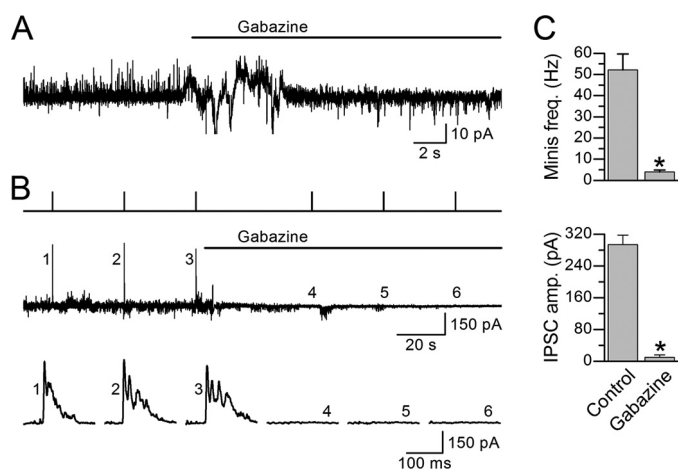 A
Gabazine
10 pA
2 s
B
Gabazine
1 2 3 4 5 6
150 pA
20 s
1 2 3 4 5 6
150 pA
100 ms
C
Minis freq. (Hz)
60
50
40
30
20
10
0
*
IPSC amp. (pA)
320
240
160
80
0
*
Control
Gabazine